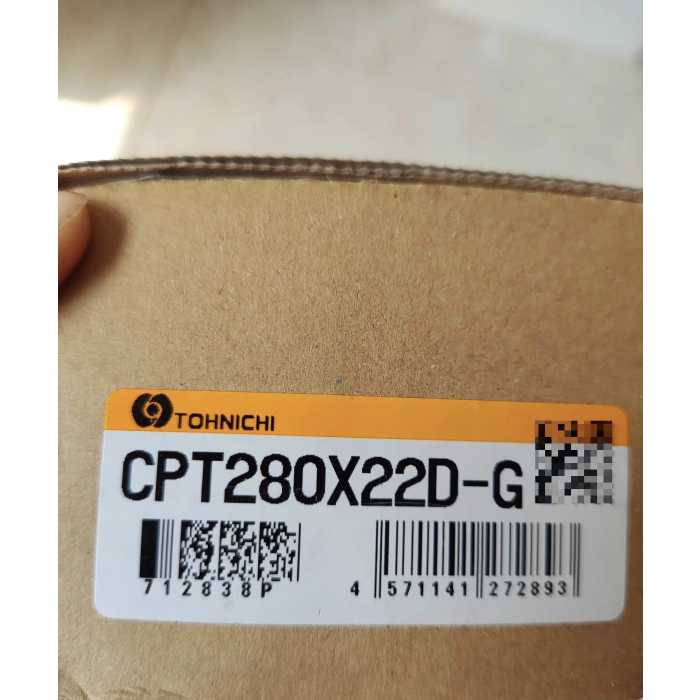 TOHNICHI
CPT280X22D-G
712838P
4 571141 272893